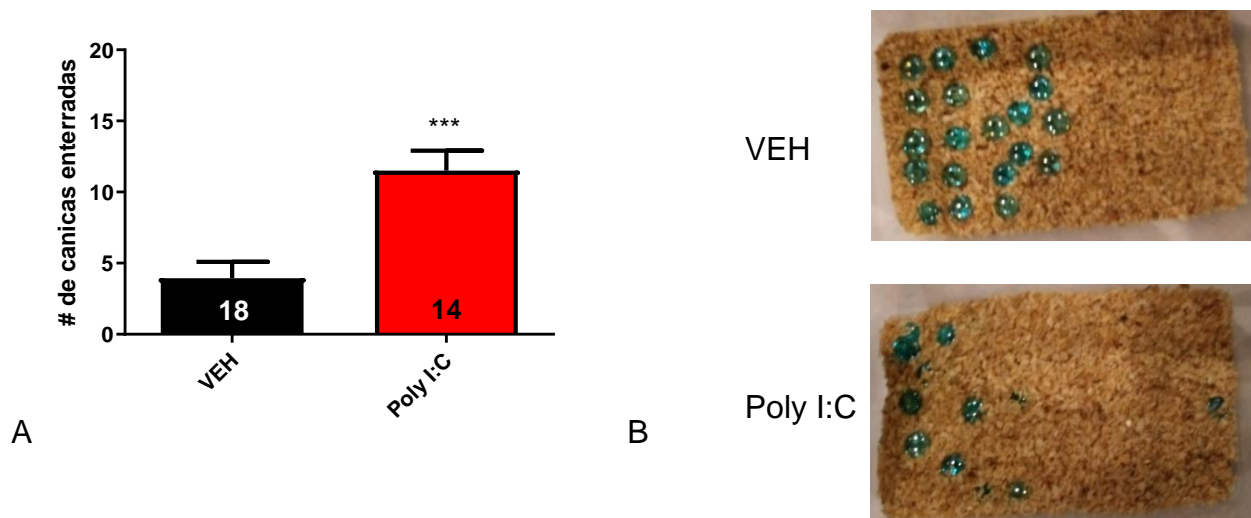 # de canicas enterradas
20
15
10
5
0
***
18
14
VEH
Poly I:C
A
VEH
Poly I:C
B